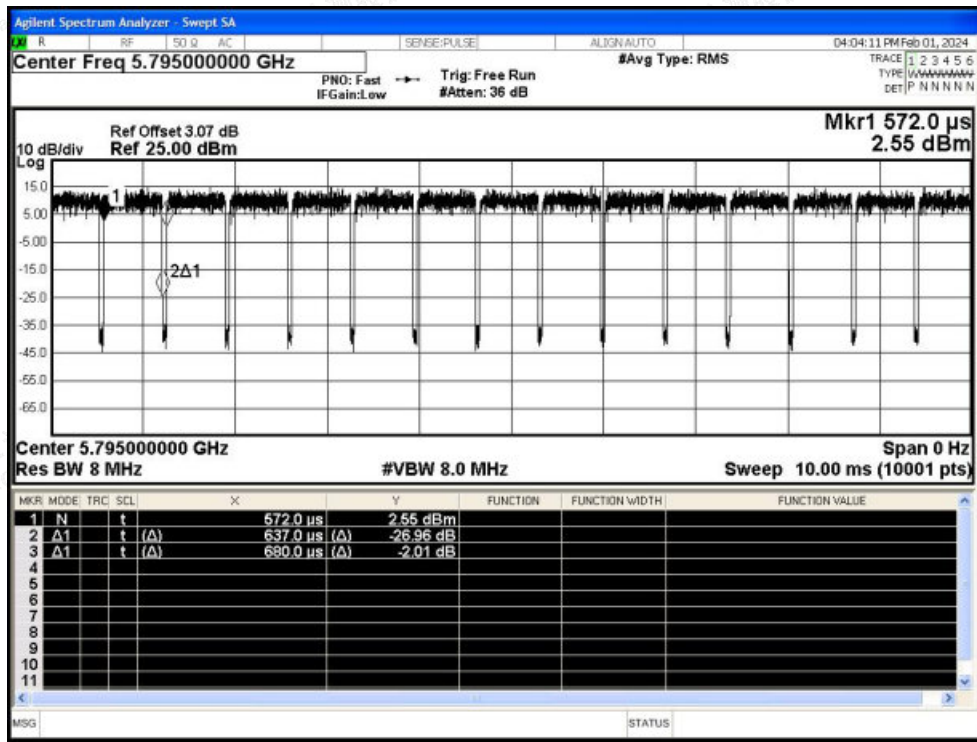 Agilent Spectrum Analyzer - Swept SA
R RF 50 Ω AC SENSE:PULSE ALIGN AUTO 04:04:11 PM Feb 01, 2024
Center Freq 5.795000000 GHz #Avg Type: RMS TRACE 1 2 3 4 5 6
PNO: Fast Trig: Free Run TYPE WWWWWW
IFGain:Low #Atten: 36 dB DET P N N N N N
Mkr1 572.0 µs
Ref Offset 3.07 dB
10 dB/div Ref 25.00 dBm 2.55 dBm
Log
15.0
1
5.00
-5.00
-15.0
2Δ1
-25.0
-35.0
-45.0
-55.0
-65.0
Center 5.795000000 GHz Span 0 Hz
Res BW 8 MHz #VBW 8.0 MHz Sweep 10.00 ms (10001 pts)
MKR MODE TRC SCL X Y FUNCTION FUNCTION WIDTH FUNCTION VALUE
1 N t 572.0 µs 2.55 dBm
2 Δ1 t (Δ) 637.0 µs (Δ) -26.96 dB
3 Δ1 t (Δ) 680.0 µs (Δ) -2.01 dB
4
5
6
7
8
9
10
11
MSG STATUS